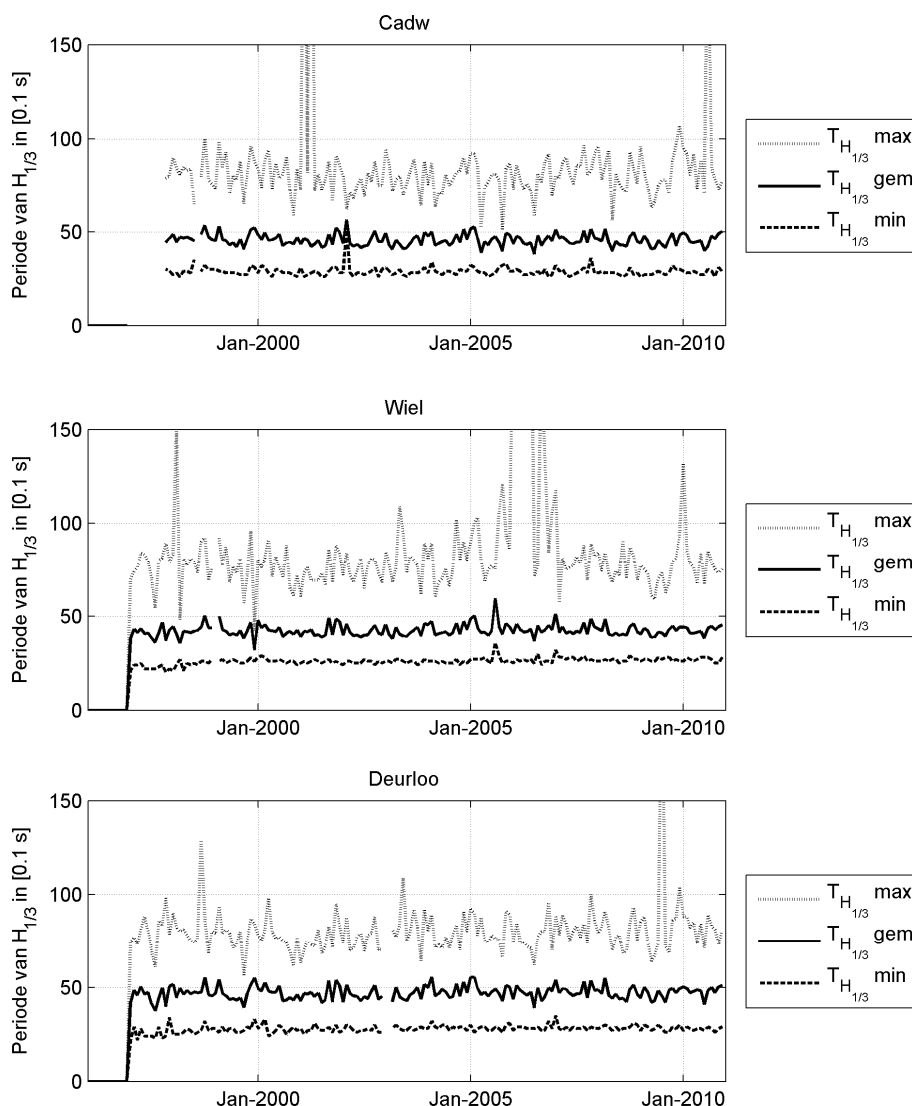 Cadw
Periode van H1/3 in [0.1 s]
150
100
50
0
Jan-2000
Jan-2005
Jan-2010
TH1/3 max
TH1/3 gem
TH1/3 min
Wiel
Periode van H1/3 in [0.1 s]
150
100
50
0
Jan-2000
Jan-2005
Jan-2010
TH1/3 max
TH1/3 gem
TH1/3 min
Deurloo
Periode van H1/3 in [0.1 s]
150
100
50
0
Jan-2000
Jan-2005
Jan-2010
TH1/3 max
TH1/3 gem
TH1/3 min